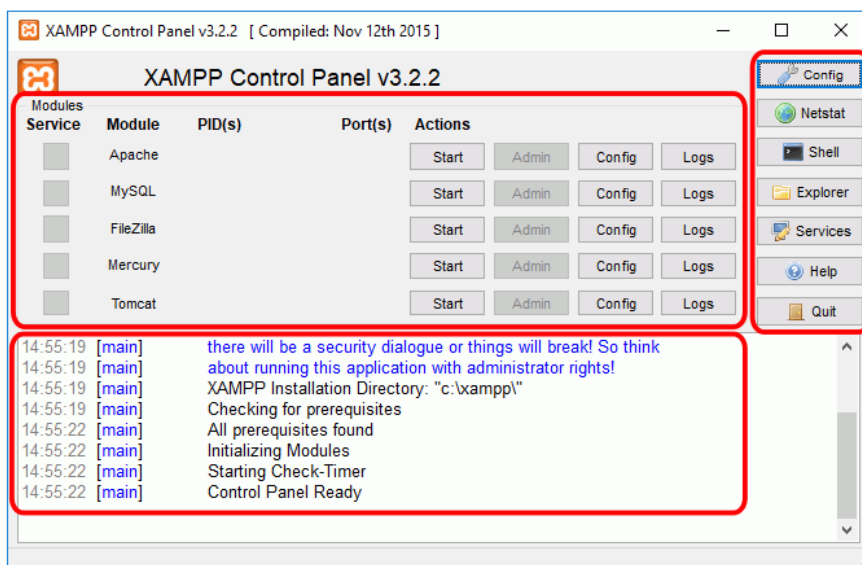 XAMPP Control Panel v3.2.2 [ Compiled: Nov 12th 2015 ]
XAMPP Control Panel v3.2.2
Config
Modules
Service Module PID(s) Port(s) Actions
Netstat
Apache Start Admin Config Logs
Shell
MySQL Start Admin Config Logs
Explorer
FileZilla Start Admin Config Logs
Services
Mercury Start Admin Config Logs
Help
Tomcat Start Admin Config Logs
Quit
14:55:19 [main] there will be a security dialogue or things will break! So think
14:55:19 [main] about running this application with administrator rights!
14:55:19 [main] XAMPP Installation Directory: "c:\xampp\"
14:55:19 [main] Checking for prerequisites
14:55:22 [main] All prerequisites found
14:55:22 [main] Initializing Modules
14:55:22 [main] Starting Check-Timer
14:55:22 [main] Control Panel Ready